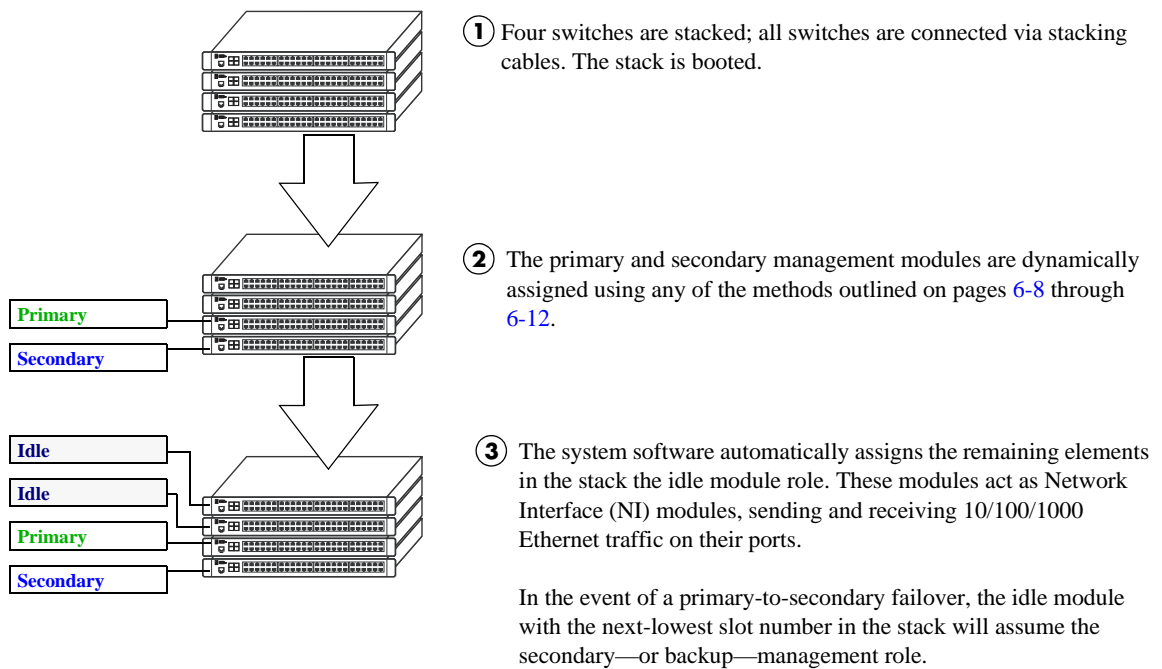 1 Four switches are stacked; all switches are connected via stacking
cables. The stack is booted.
2 The primary and secondary management modules are dynamically
assigned using any of the methods outlined on pages 6-8 through
6-12.
Primary
Secondary
Idle
Idle
Primary
Secondary
3 The system software automatically assigns the remaining elements
in the stack the idle module role. These modules act as Network
Interface (NI) modules, sending and receiving 10/100/1000
Ethernet traffic on their ports.
In the event of a primary-to-secondary failover, the idle module
with the next-lowest slot number in the stack will assume the
secondary—or backup—management role.